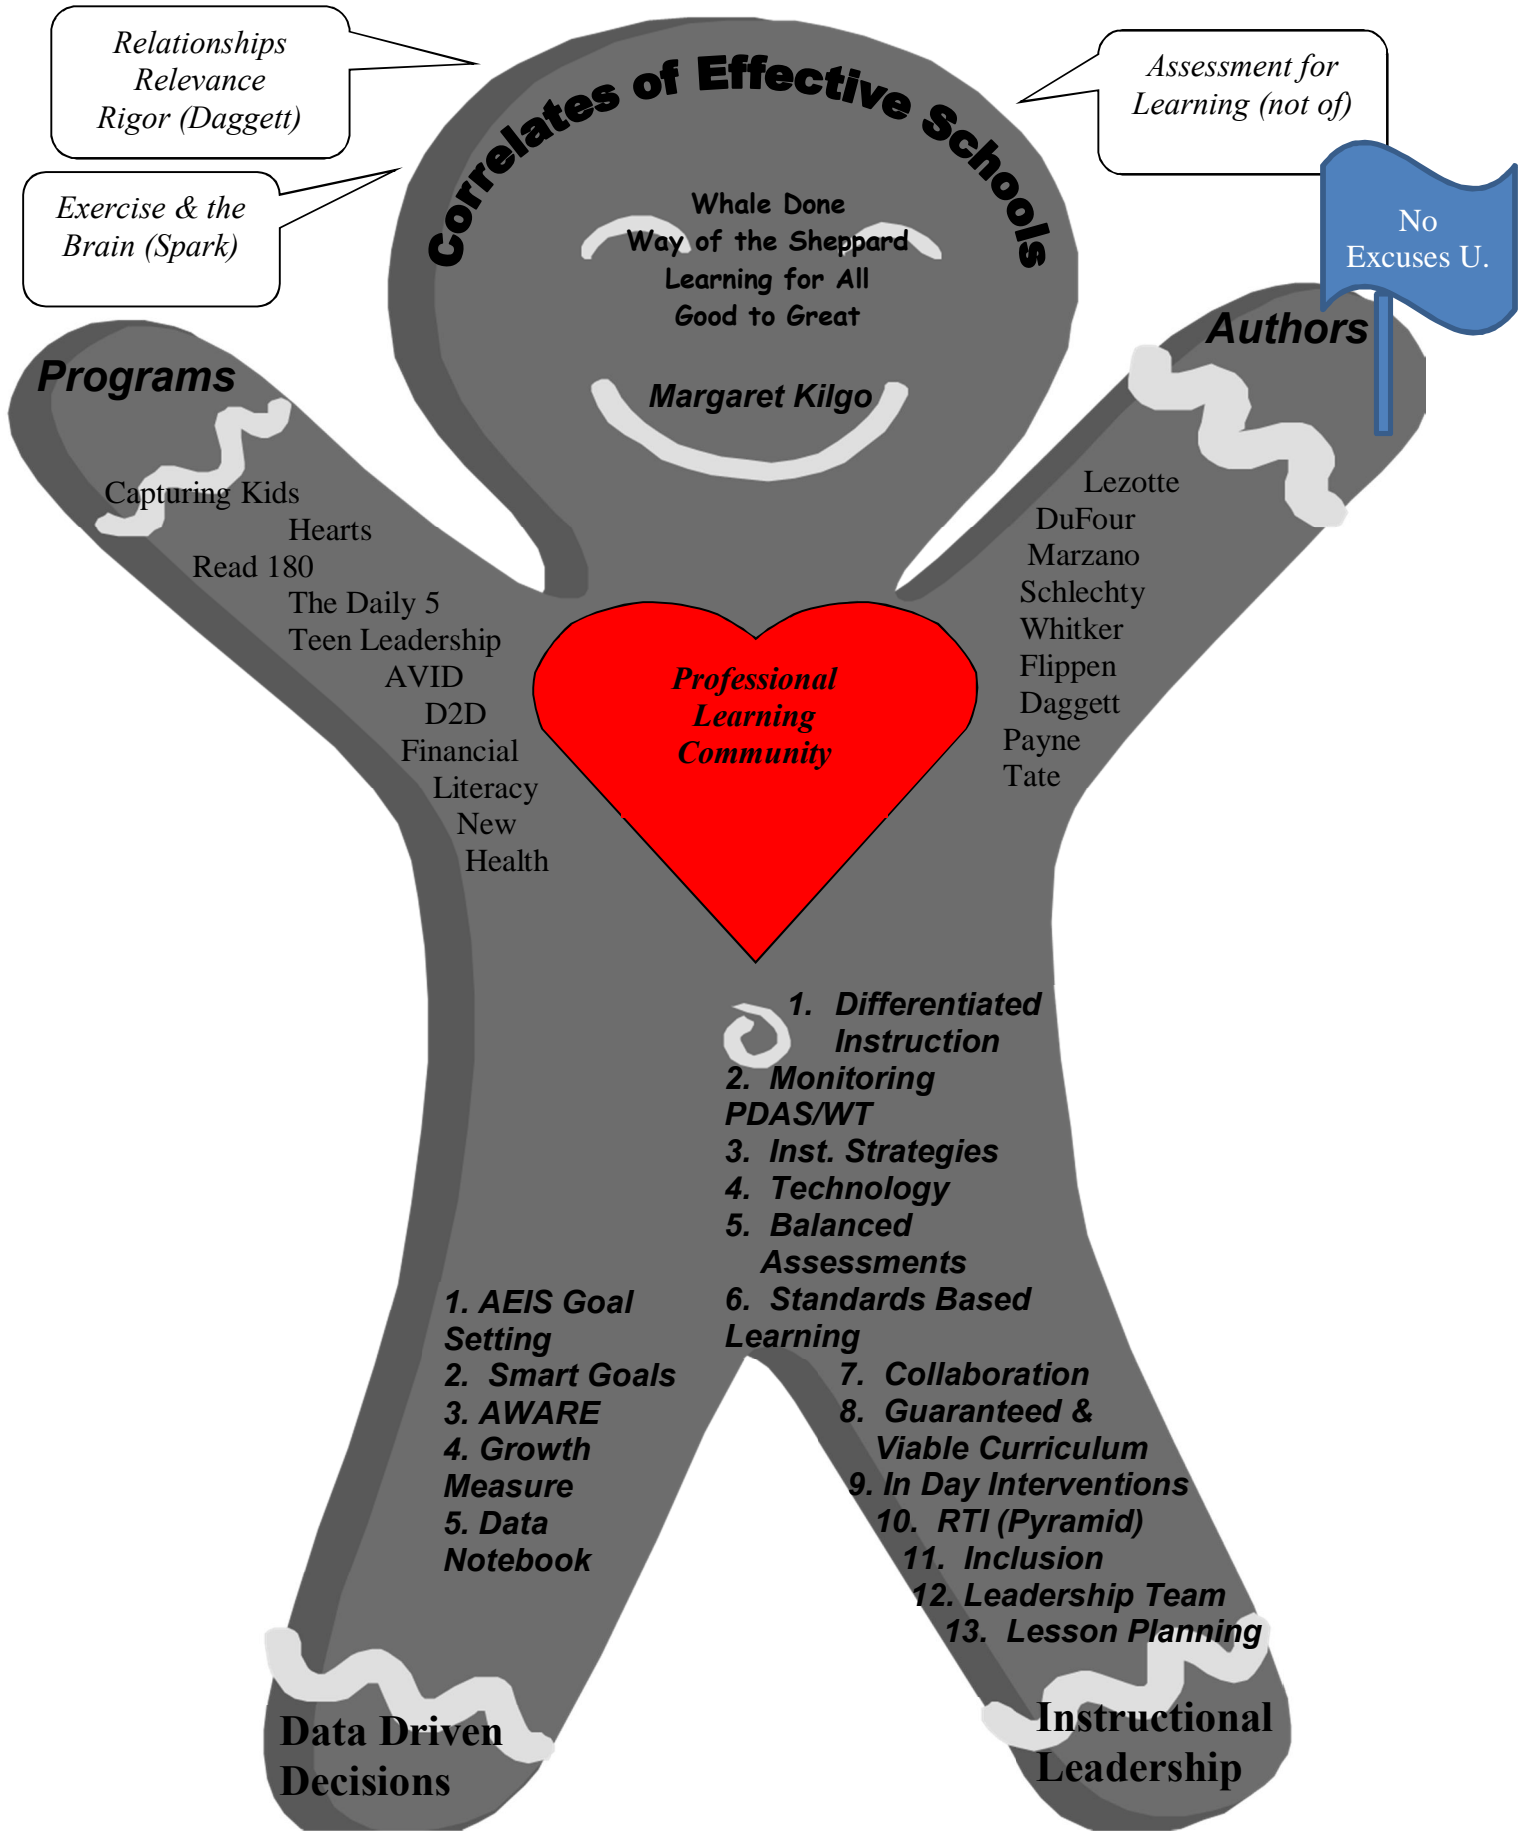 Relationships
Relevance
Rigor (Daggett)
Exercise & the
Brain (Spark)
Assessment for
Learning (not of)
No
Excuses U.
Correlates of Effective Schools
Whale Done
Way of the Sheppard
Learning for All
Good to Great
Margaret Kilgo
Programs
Capturing Kids
Hearts
Read 180
The Daily 5
Teen Leadership
AVID
D2D
Financial
Literacy
New
Health
Authors
Lezotte
DuFour
Marzano
Schlechty
Whitker
Flippen
Daggett
Payne
Tate
Professional
Learning
Community
1. AEIS Goal
Setting
2. Smart Goals
3. AWARE
4. Growth
Measure
5. Data
Notebook
Data Driven
Decisions
1. Differentiated
Instruction
2. Monitoring
PDAS/WT
3. Inst. Strategies
4. Technology
5. Balanced
Assessments
6. Standards Based
Learning
7. Collaboration
8. Guaranteed &
Viable Curriculum
9. In Day Interventions
10. RTI (Pyramid)
11. Inclusion
12. Leadership Team
13. Lesson Planning
Instructional
Leadership